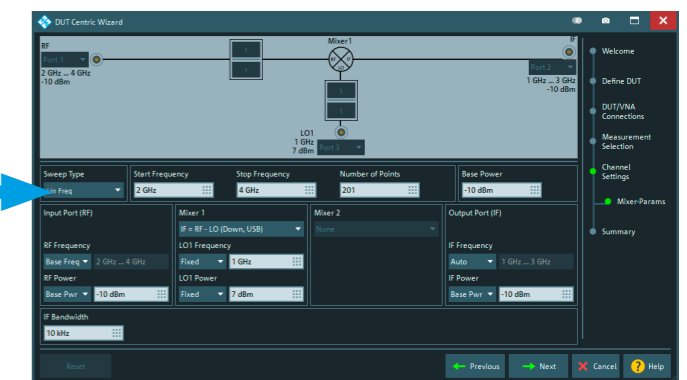 DUT Centric Wizard
RF
Port 1
2 GHz ... 4 GHz
-10 dBm
1
1
Mixer1
RF IF
LO
1
1
LO1
1 GHz
7 dBm
Port 3
IF
Port 2
1 GHz ... 3 GHz
-10 dBm
Welcome
Define DUT
DUT/VNA
Connections
Measurement
Selection
Channel
Settings
Mixer-Params
Summary
Sweep Type
Freq
Start Frequency
2 GHz
Stop Frequency
4 GHz
Number of Points
201
Base Power
-10 dBm
Input Port (RF)
RF Frequency
Base Freq 2 GHz ... 4 GHz
RF Power
Base Pwr -10 dBm
Mixer 1
IF = RF - LO (Down, USB)
LO1 Frequency
Fixed 1 GHz
LO1 Power
Fixed 7 dBm
Mixer 2
None
Output Port (IF)
IF Frequency
Auto 1 GHz ... 3 GHz
IF Power
Base Pwr -10 dBm
IF Bandwidth
10 kHz
Reset
Previous
Next
Cancel
? Help